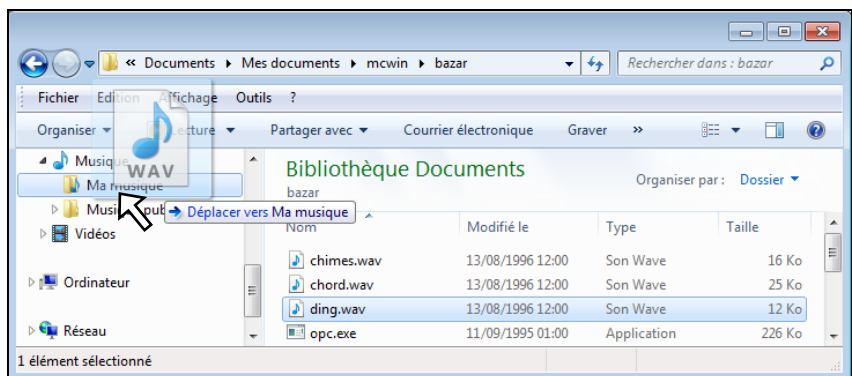 « Documents ▸ Mes documents ▸ mcwin ▸ bazar
Rechercher dans : bazar
Fichier Edition Affichage Outils ?
Organiser Lecture Partager avec Courrier électronique Graver »
Musique
Ma musique
Vidéos
Ordinateur
Réseau
WAV
Déplacer vers Ma musique
Bibliothèque Documents
bazar
Organiser par : Dossier
Nom Modifié le Type Taille
chimes.wav 13/08/1996 12:00 Son Wave 16 Ko
chord.wav 13/08/1996 12:00 Son Wave 25 Ko
ding.wav 13/08/1996 12:00 Son Wave 12 Ko
opc.exe 11/09/1995 01:00 Application 226 Ko
1 élément sélectionné